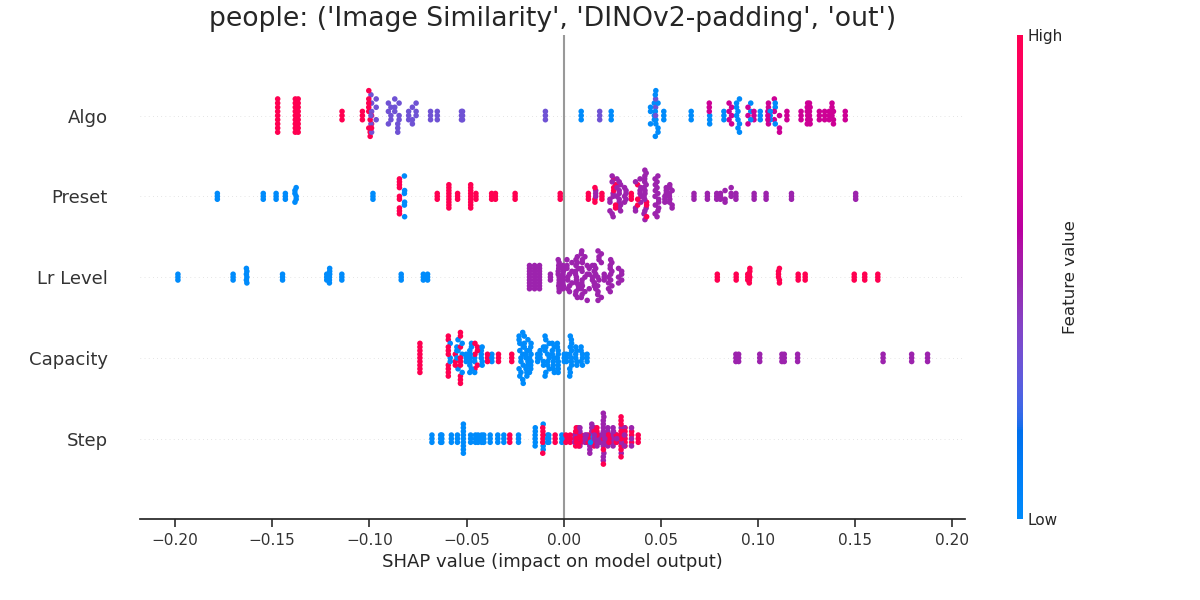 people: ('Image Similarity', 'DINOv2-padding', 'out')
High
Algo
Preset
Lr Level
Capacity
Step
Feature value
Low
−0.20 −0.15 −0.10 −0.05 0.00 0.05 0.10 0.15 0.20
SHAP value (impact on model output)